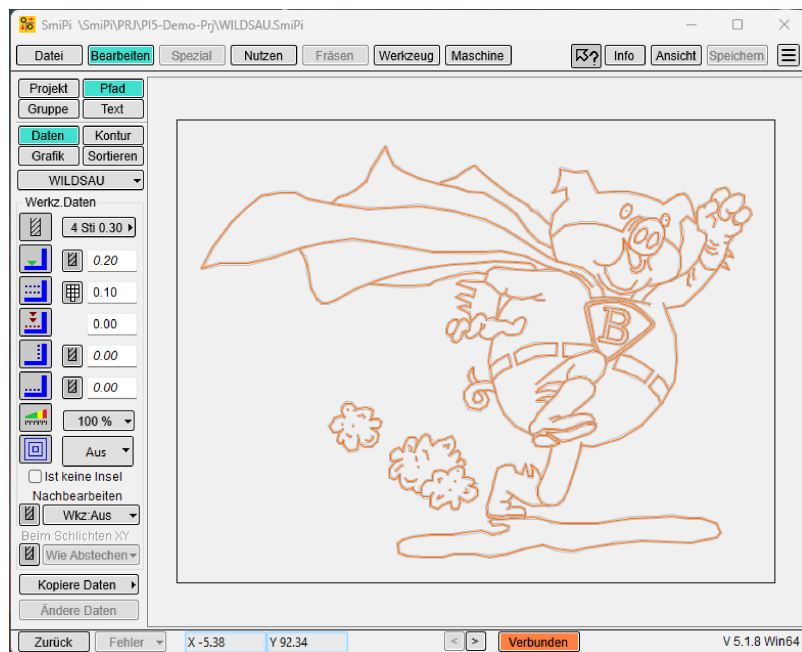 SmiPi \SmiPi\PRJ\PI5-Demo-Prj\WILDSAU.SmiPi
Datei Bearbeiten Spezial Nutzen Fräsen Werkzeug Maschine Info Ansicht Speichern
Projekt Pfad
Gruppe Text
Daten Kontur
Grafik Sortieren
WILDSAU
Werkz.Daten
4 Sti 0.30
0.20
0.10
0.00
0.00
0.00
100 %
Aus
Ist keine Insel
Nachbearbeiten
Wkz:Aus
Beim Schlichten XY
Wie Abstechen
Kopiere Daten
Ändere Daten
B
Zurück Fehler X -5.38 Y 92.34 < > Verbunden V 5.1.8 Win64